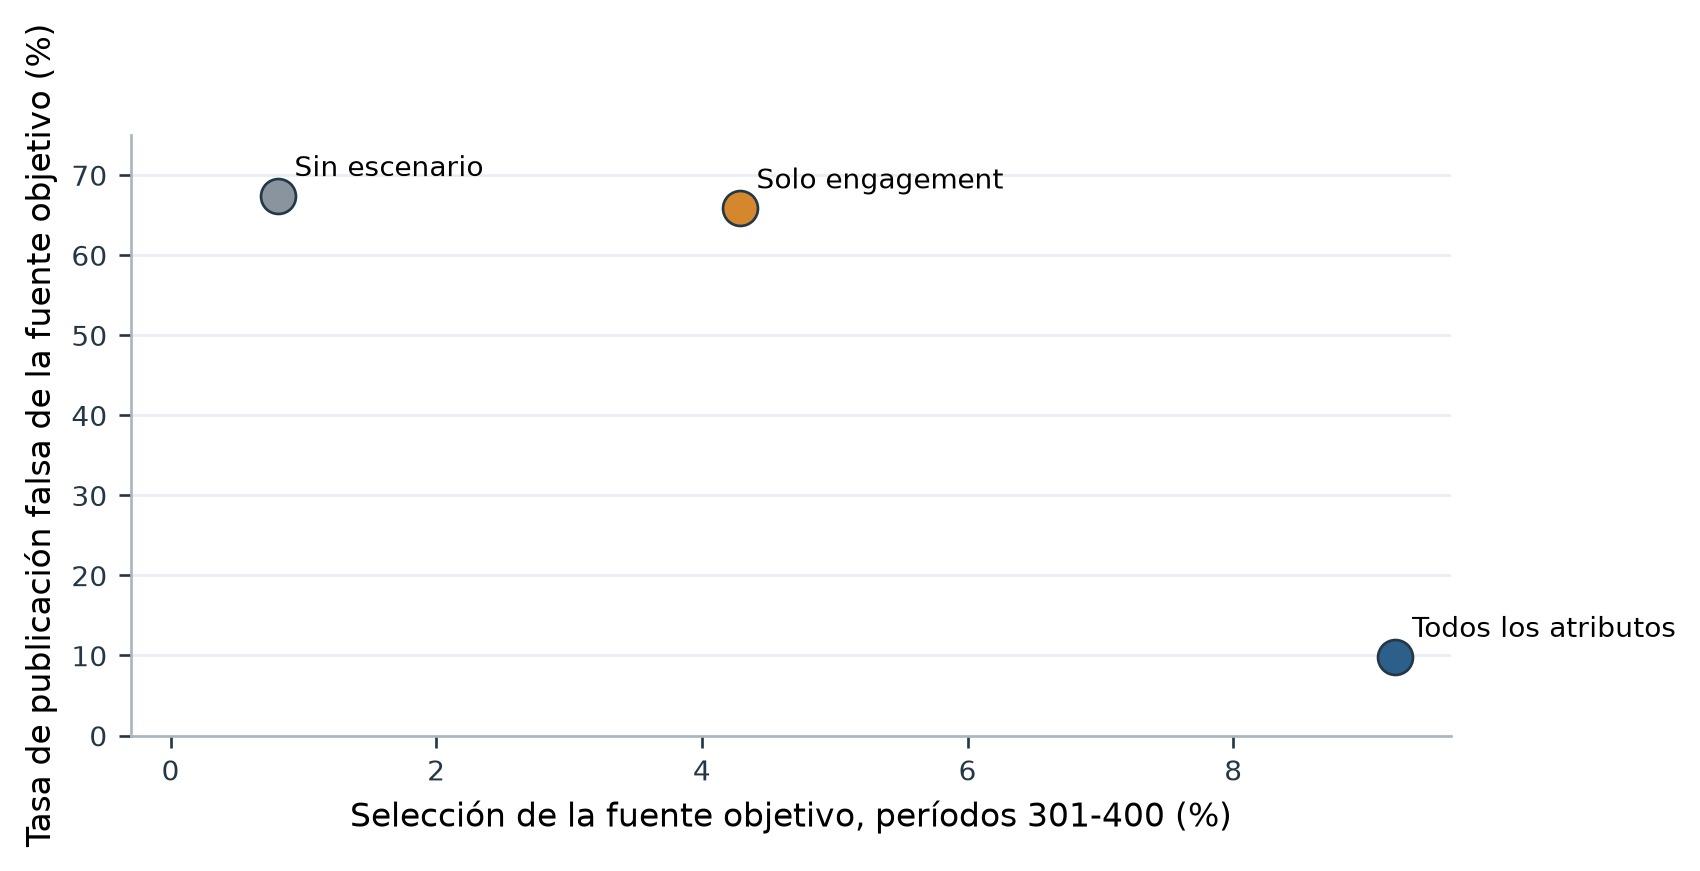 Tasa de publicación falsa de la fuente objetivo (%)
70
60
50
40
30
20
10
0
Sin escenario
Solo engagement
Todos los atributos
0
2
4
6
8
Selección de la fuente objetivo, períodos 301-400 (%)